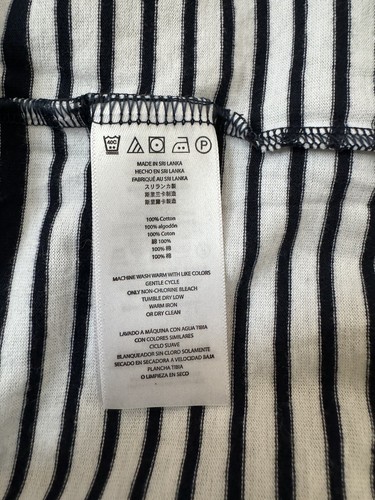 40C P
MADE IN SRI LANKA
HECHO EN SRI LANKA
FABRIQUÉ AU SRI LANKA
スリランカ製
斯里兰卡制造
斯里蘭卡製造
100% Cotton
100% algodón
100% Coton
綿 100%
100% 棉
100% 棉
MACHINE WASH WARM WITH LIKE COLORS
GENTLE CYCLE
ONLY NON-CHLORINE BLEACH
TUMBLE DRY LOW
WARM IRON
OR DRY CLEAN
LAVADO A MÁQUINA CON AGUA TIBIA
CON COLORES SIMILARES
CICLO SUAVE
BLANQUEADOR SIN CLORO SOLAMENTE
SECADO EN SECADORA A VELOCIDAD BAJA
PLANCHA TIBIA
O LIMPIEZA EN SECO